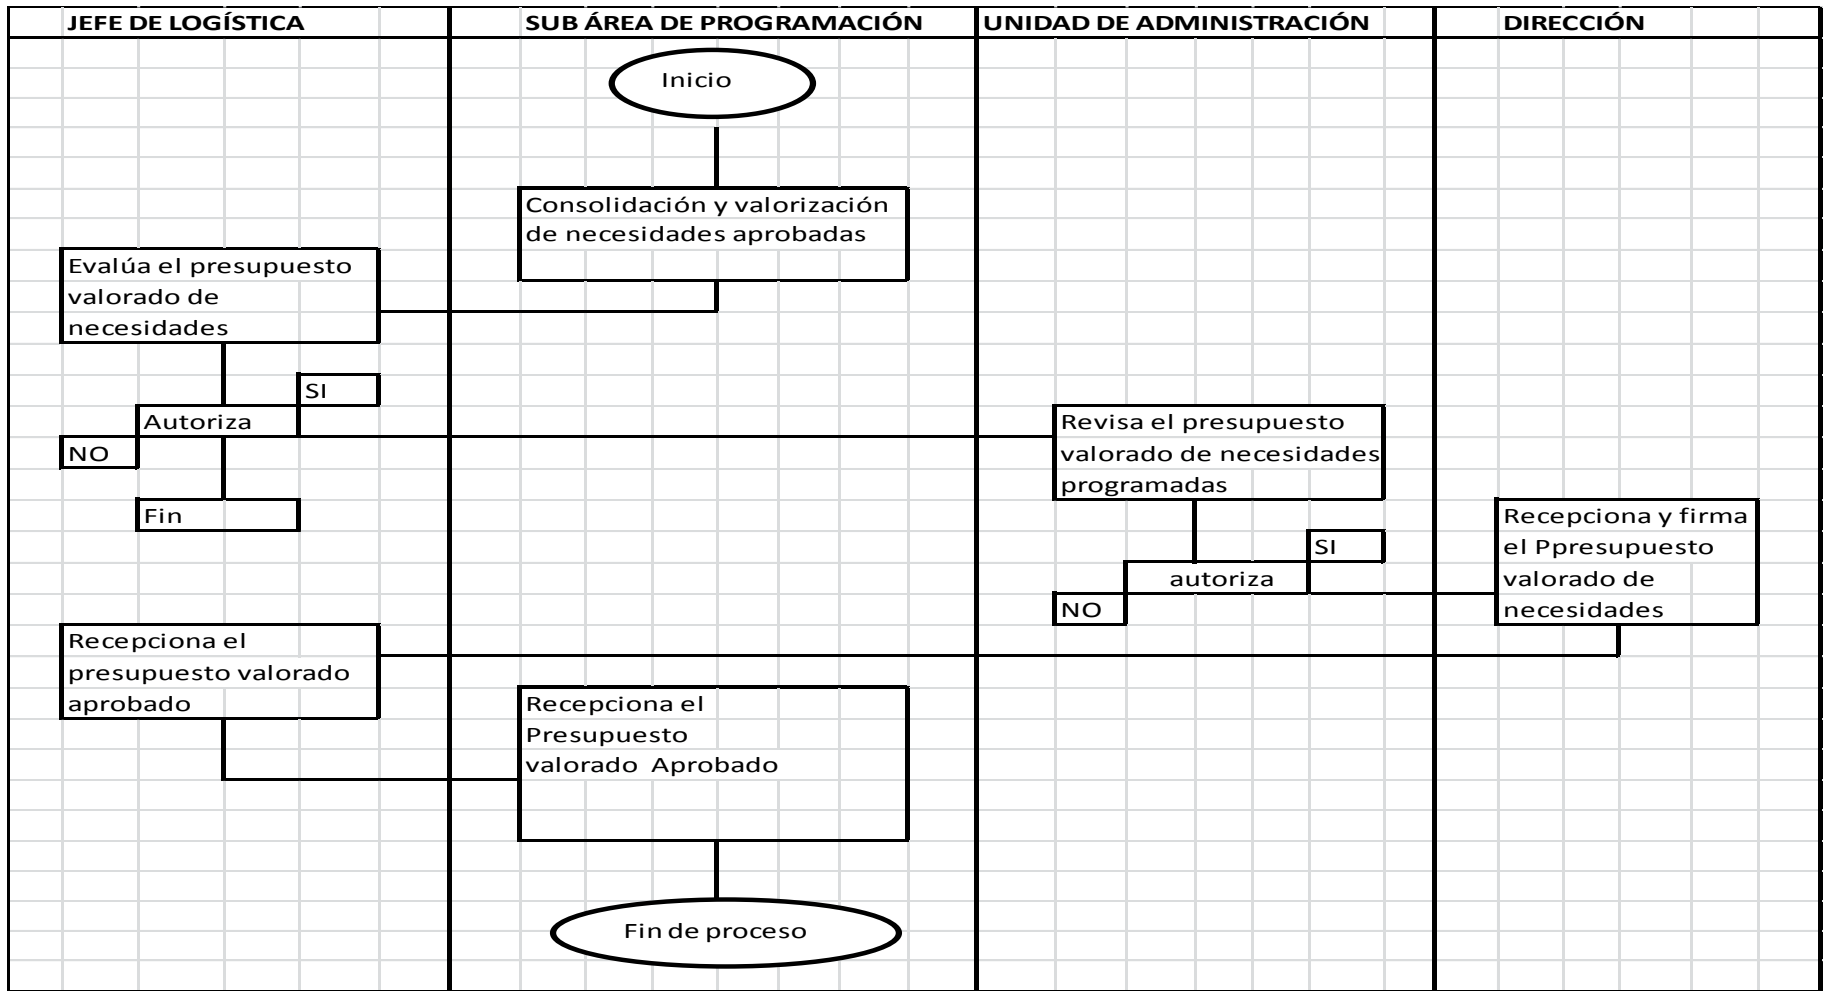 JEFE DE LOGÍSTICA
SUB ÁREA DE PROGRAMACIÓN
UNIDAD DE ADMINISTRACIÓN
DIRECCIÓN
Inicio
Consolidación y valorización
de necesidades aprobadas
Evalúa el presupuesto
valorado de
necesidades
SI
Autoriza
NO
Fin
Revisa el presupuesto
valorado de necesidades
programadas
SI
autoriza
NO
Recepciona y firma
el Ppresupuesto
valorado de
necesidades
Recepciona el
presupuesto valorado
aprobado
Recepciona el
Presupuesto
valorado Aprobado
Fin de proceso